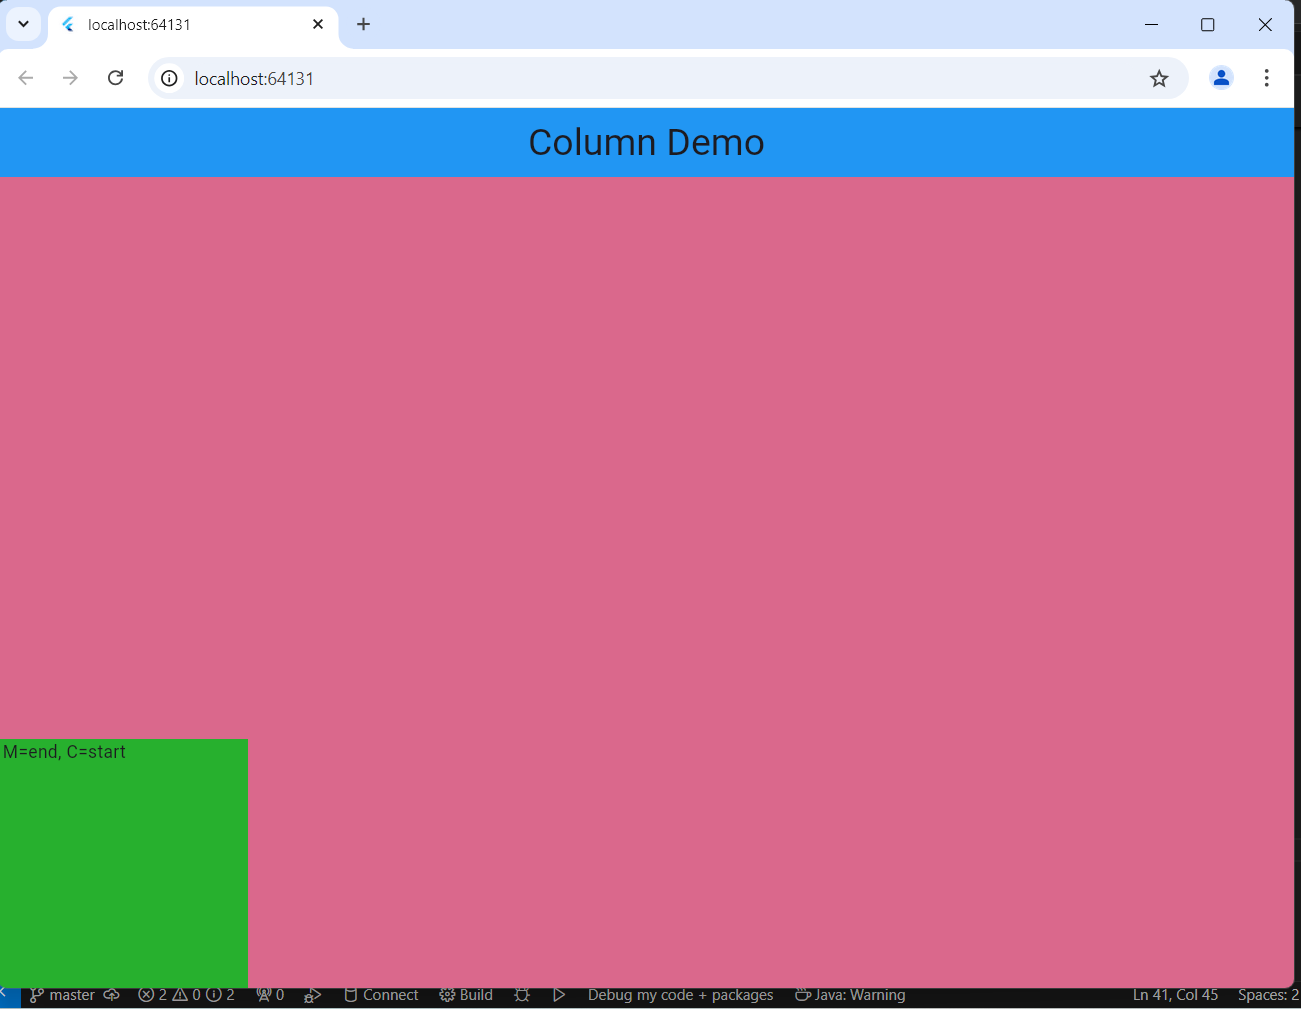 localhost:64131
localhost:64131
Column Demo
M=end, C=start
master 2 0 2 0 Connect Build Debug my code + packages Java: Warning Ln 41, Col 45 Spaces: 2